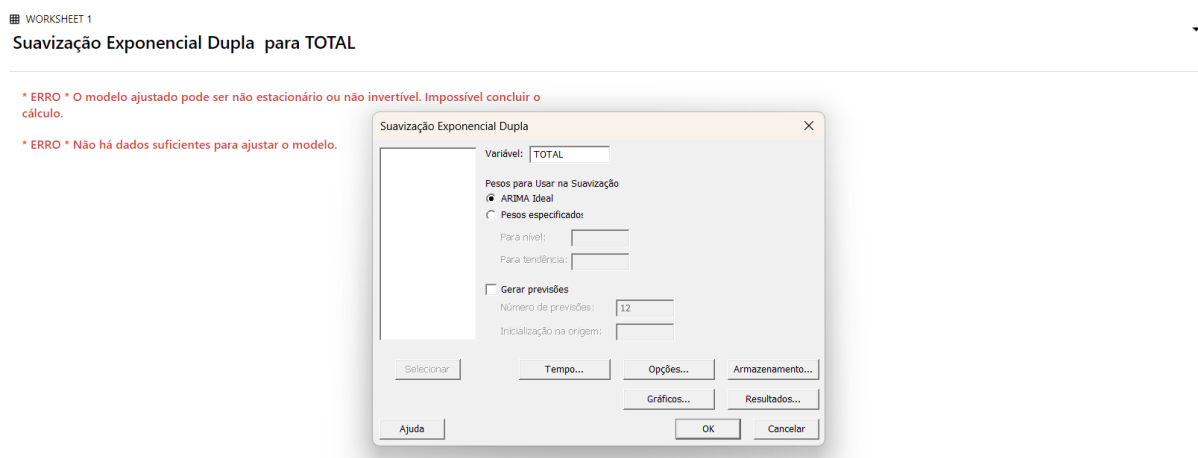 WORKSHEET 1
Suavização Exponencial Dupla para TOTAL
* ERRO * O modelo ajustado pode ser não estacionário ou não invertível. Impossível concluir o
cálculo.
* ERRO * Não há dados suficientes para ajustar o modelo.
Suavização Exponencial Dupla
Variável: TOTAL
Pesos para Usar na Suavização
ARIMA Ideal
Pesos especificados
Para nível:
Para tendência:
Gerar previsões
Número de previsões: 12
Inicialização na origem:
Selecionar
Tempo...
Opções...
Armazenamento...
Gráficos...
Resultados...
Ajuda
OK
Cancelar